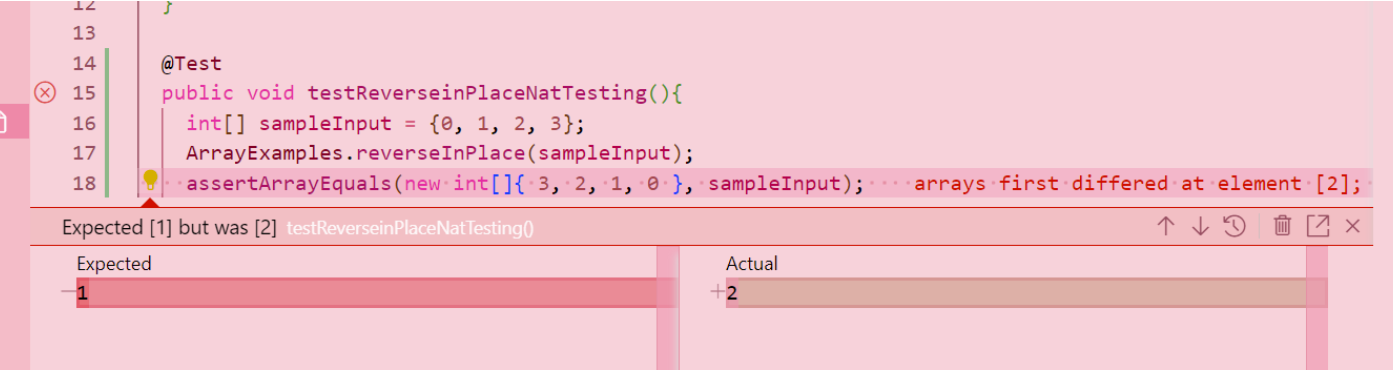 12 }
13
14 @Test
15 public void testReverseinPlaceNatTesting(){
16 int[] sampleInput = {0, 1, 2, 3};
17 ArrayExamples.reverseInPlace(sampleInput);
18 assertArrayEquals(new int[]{ 3, 2, 1, 0 }, sampleInput); arrays first differed at element [2];
Expected [1] but was [2] testReverseinPlaceNatTesting()
Expected Actual
1 2